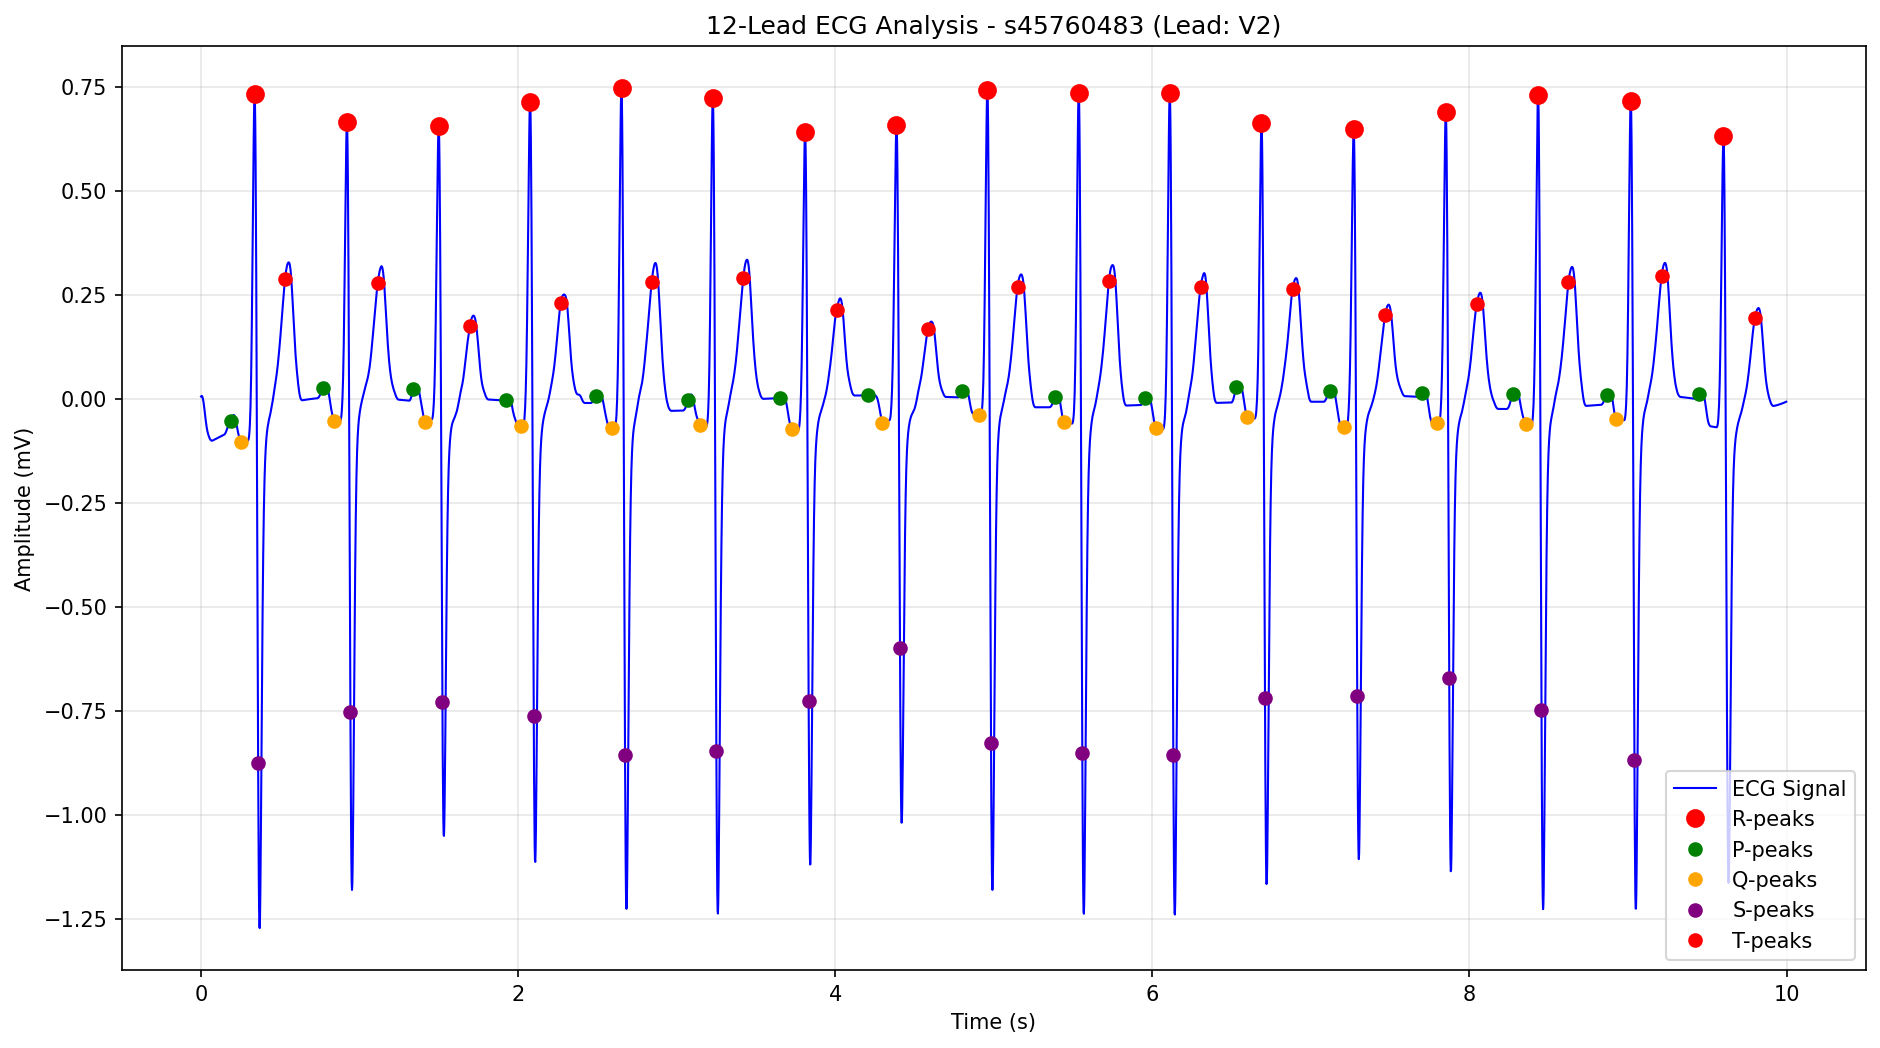 12-Lead ECG Analysis - s45760483 (Lead: V2)
Amplitude (mV)
0.75
0.50
0.25
0.00
−0.25
−0.50
−0.75
−1.00
−1.25
ECG Signal
R-peaks
P-peaks
Q-peaks
S-peaks
T-peaks
0 2 4 6 8 10
Time (s)